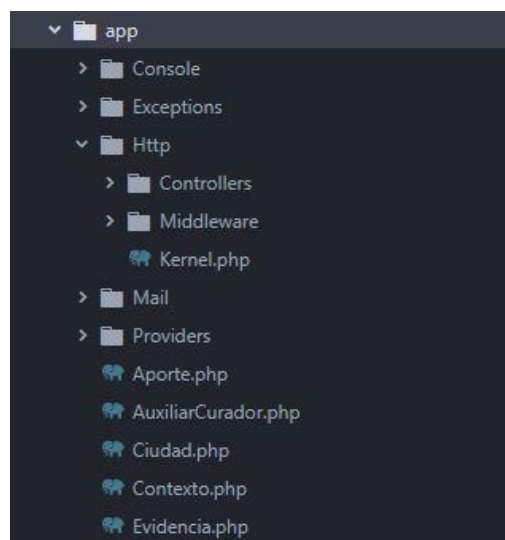 app
Console
Exceptions
Http
Controllers
Middleware
Kernel.php
Mail
Providers
Aporte.php
AuxiliarCurador.php
Ciudad.php
Contexto.php
Evidencia.php